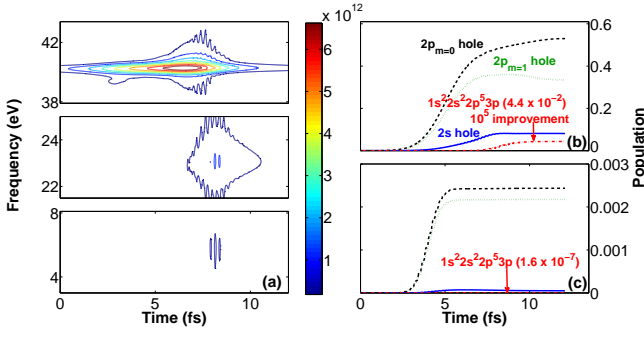 x 10^12
42
38
26
22
8
4
Frequency (eV)
(a)
0 5 10
Time (fs)
6
5
4
3
2
1
2p_m=0 hole
2p_m=1 hole
1s^2 2s^2 2p^5 3p (4.4 x 10^-2)
10^5 improvement
2s hole
(b)
0.6
0.4
0.2
0.00
0.003
0.002
0.001
0
Population
1s^2 2s^2 2p^5 3p (1.6 x 10^-7)
(c)
0 5 10
Time (fs)